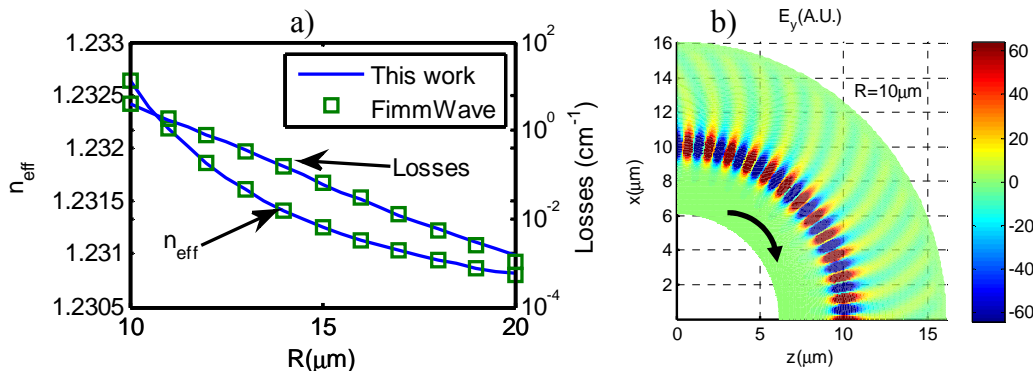 a)
1.233
1.2325
1.232
1.2315
1.231
1.2305
n_eff
10
15
20
R(μm)
10^2
10^0
10^-2
10^-4
Losses (cm^-1)
This work
FimmWave
Losses
n_eff
b)
E_y(A.U.)
16
14
12
10
8
6
4
2
x(μm)
0
5
10
15
z(μm)
R=10μm
60
40
20
0
-20
-40
-60